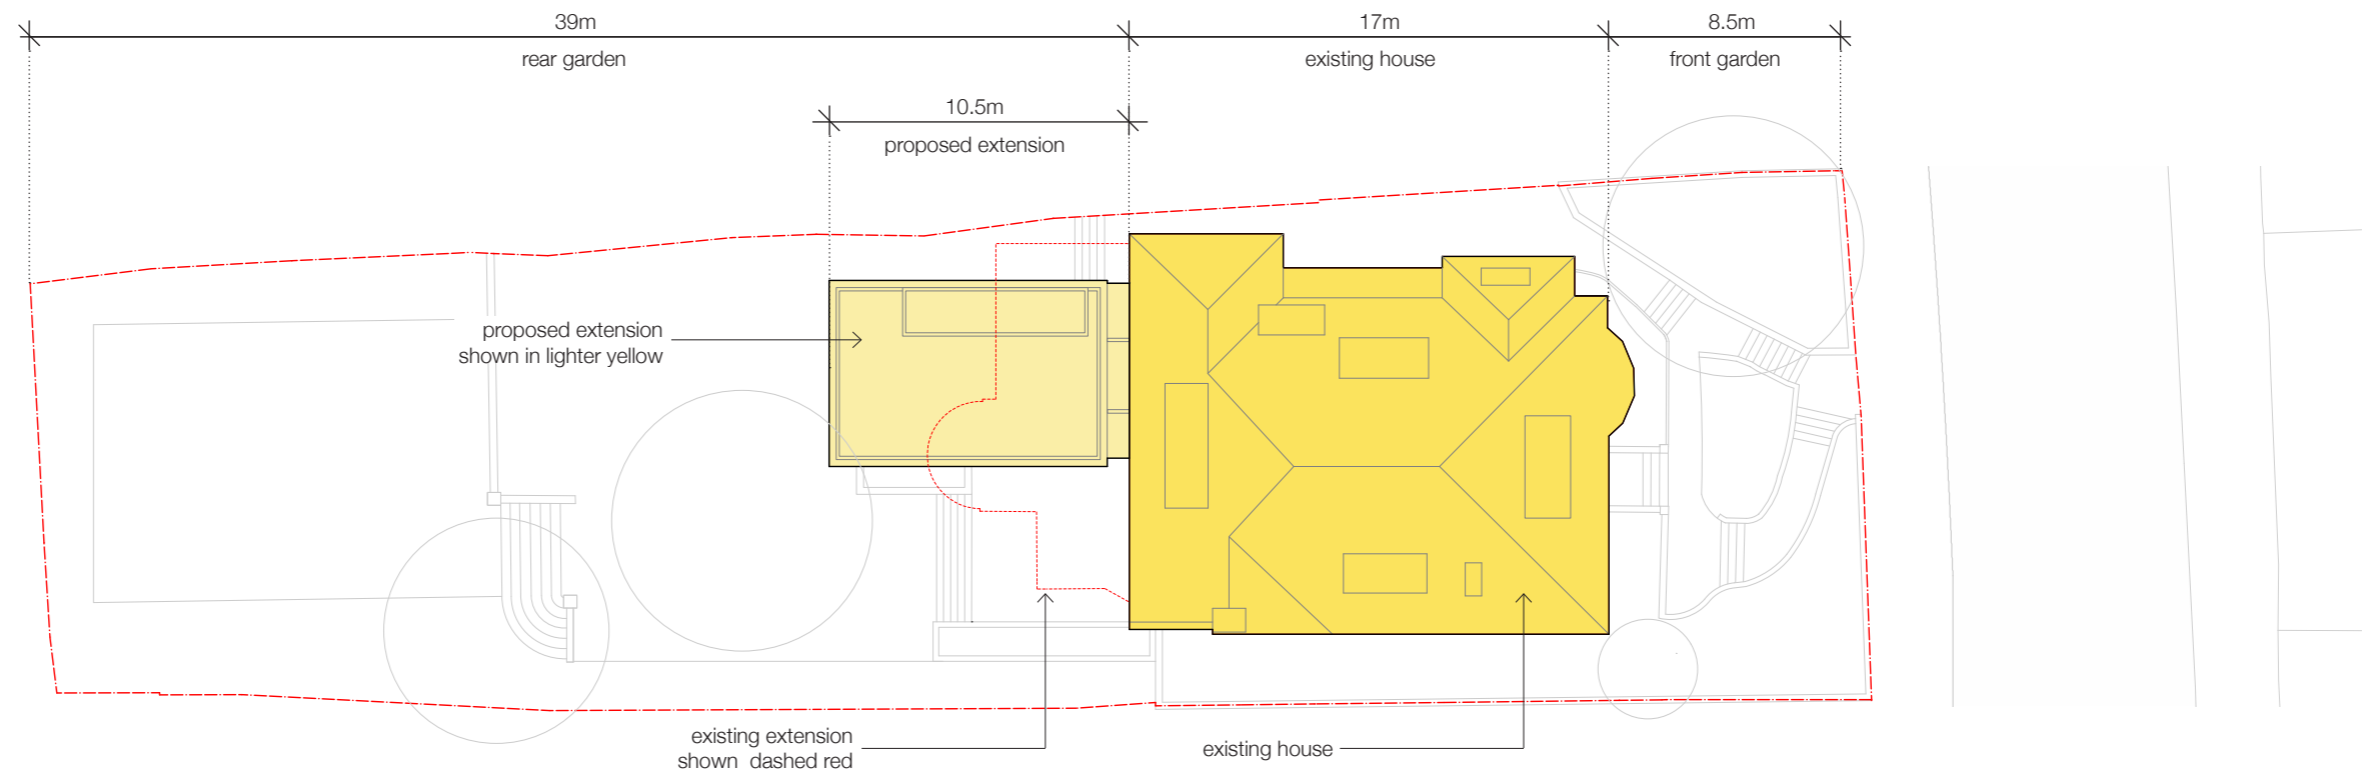 39m
17m
8.5m
rear garden
existing house
front garden
10.5m
proposed extension
proposed extension
shown in lighter yellow
existing extension
shown dashed red
existing house